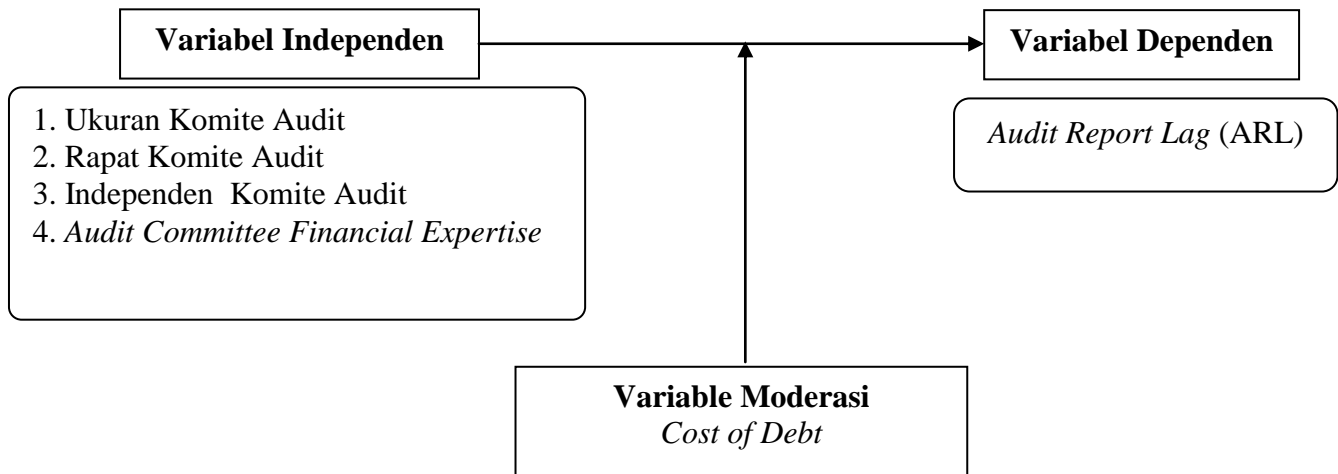 Variabel Independen
Variabel Dependen
1. Ukuran Komite Audit
2. Rapat Komite Audit
3. Independen Komite Audit
4. Audit Committee Financial Expertise
Audit Report Lag (ARL)
Variable Moderasi
Cost of Debt